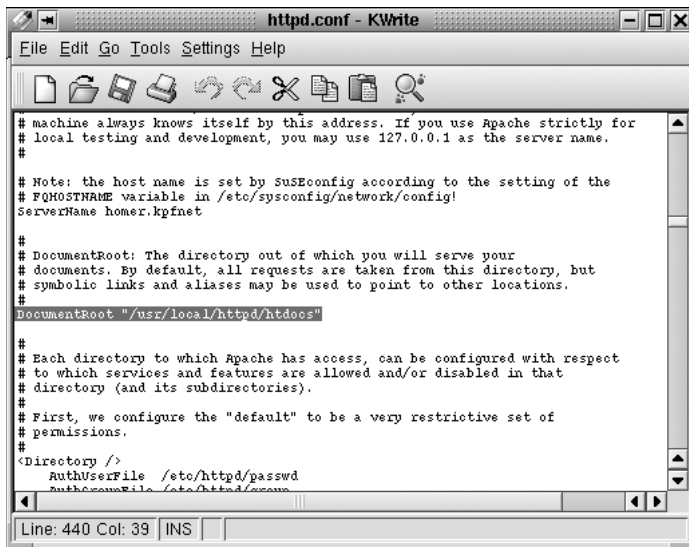 httpd.conf - KWrite
File Edit Go Tools Settings Help
# machine always knows itself by this address. If you use Apache strictly for
# local testing and development, you may use 127.0.0.1 as the server name.
#
# Note: the host name is set by SuSEconfig according to the setting of the
# FQHOSTNAME variable in /etc/sysconfig/network/config!
ServerName homer.kpfnet
#
# DocumentRoot: The directory out of which you will serve your
# documents. By default, all requests are taken from this directory, but
# symbolic links and aliases may be used to point to other locations.
#
DocumentRoot "/usr/local/httpd/htdocs"
#
# Each directory to which Apache has access, can be configured with respect
# to which services and features are allowed and/or disabled in that
# directory (and its subdirectories).
#
# First, we configure the "default" to be a very restrictive set of
# permissions.
#
<Directory />
AuthUserFile /etc/httpd/passwd
AuthGroupFile /etc/httpd/group
Line: 440 Col: 39 INS